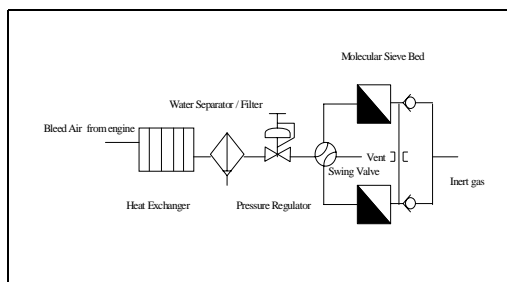 Molecular Sieve Bed
Water Separator / Filter
Bleed Air from engine
Vent
Swing Valve
Inert gas
Heat Exchanger
Pressure Regulator